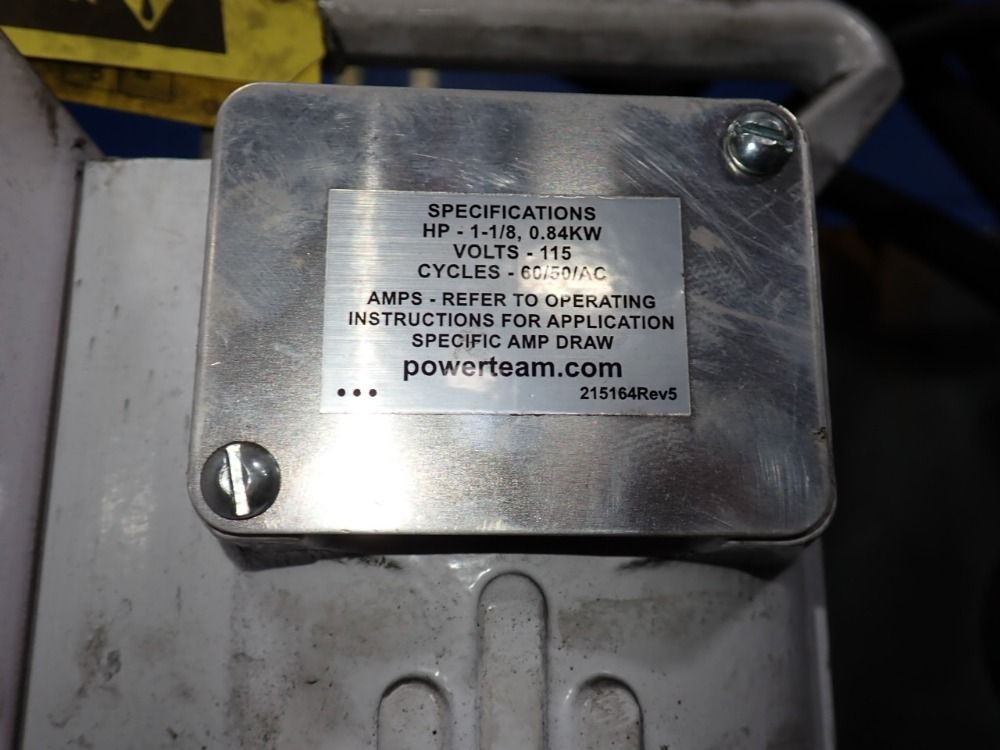 SPECIFICATIONS
HP - 1-1/8, 0.84KW
VOLTS - 115
CYCLES - 60/50/AC
AMPS - REFER TO OPERATING
INSTRUCTIONS FOR APPLICATION
SPECIFIC AMP DRAW
powerteam.com
215164Rev5